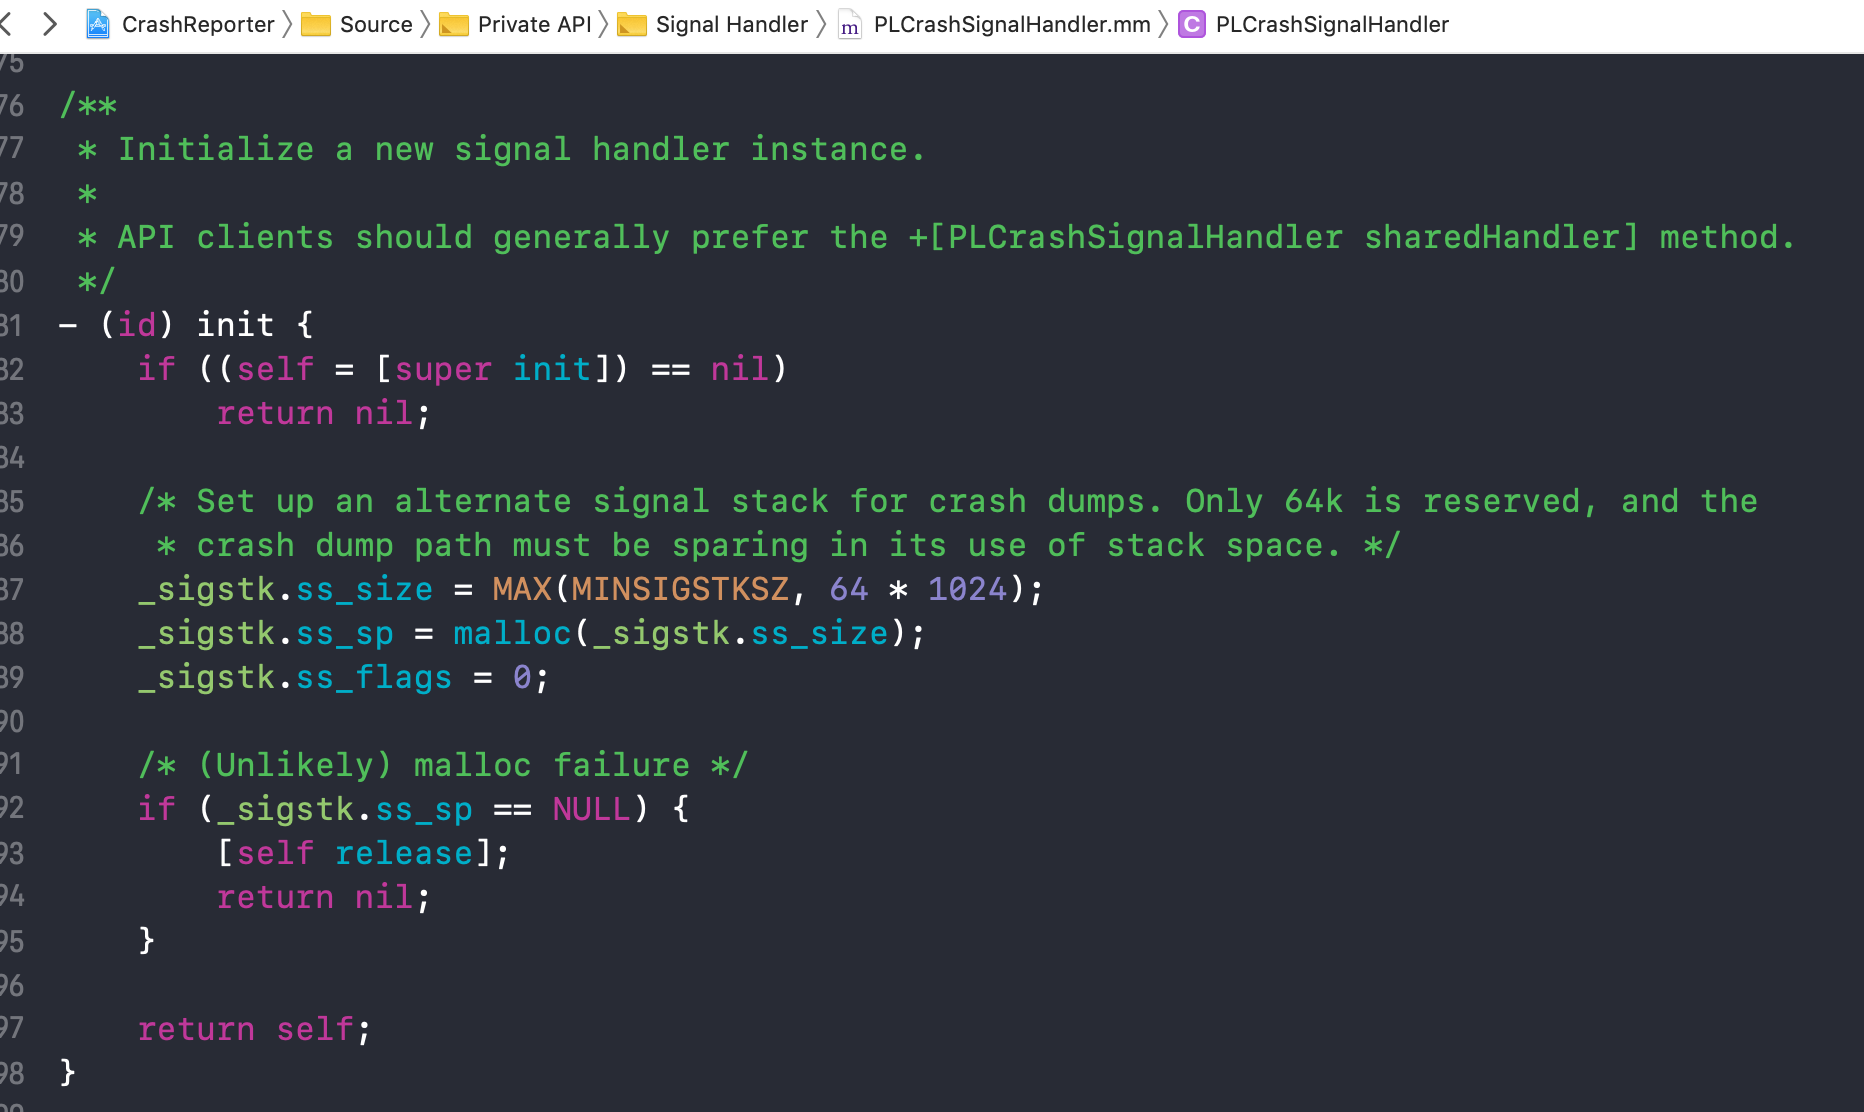 CrashReporter Source Private API Signal Handler m PLCrashSignalHandler.mm C PLCrashSignalHandler
75
76 /**
77  * Initialize a new signal handler instance.
78  *
79  * API clients should generally prefer the +[PLCrashSignalHandler sharedHandler] method.
80  */
81 - (id) init {
82     if ((self = [super init]) == nil)
83         return nil;
84
85     /* Set up an alternate signal stack for crash dumps. Only 64k is reserved, and the
86      * crash dump path must be sparing in its use of stack space. */
87     _sigstk.ss_size = MAX(MINSIGSTKSZ, 64 * 1024);
88     _sigstk.ss_sp = malloc(_sigstk.ss_size);
89     _sigstk.ss_flags = 0;
90
91     /* (Unlikely) malloc failure */
92     if (_sigstk.ss_sp == NULL) {
93         [self release];
94         return nil;
95     }
96
97     return self;
98 }